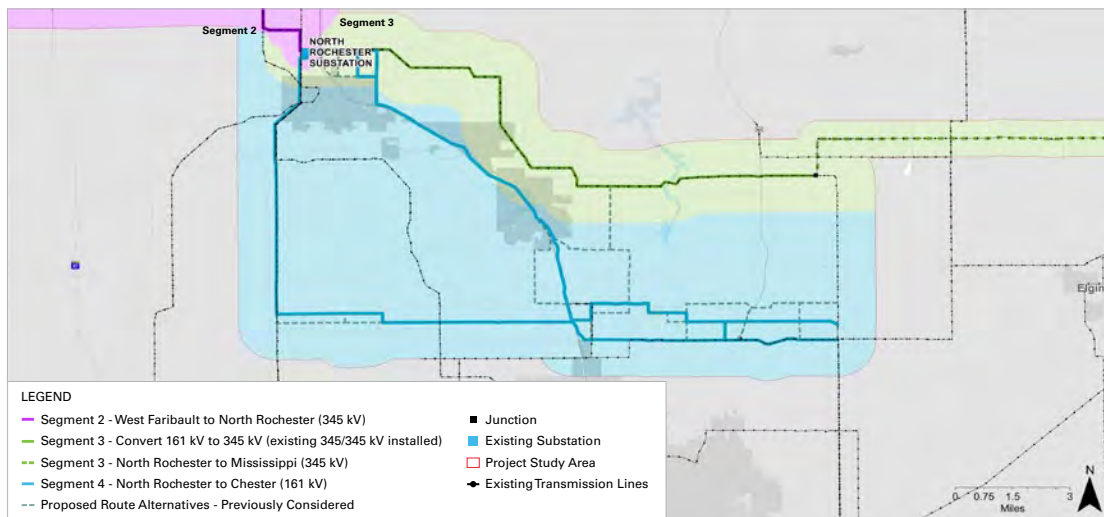 Segment 3
Segment 2
NORTH
ROCHESTER
SUBSTATION
Elgin
LEGEND
Segment 2 - West Faribault to North Rochester (345 kV)
Segment 3 - Convert 161 kV to 345 kV (existing 345/345 kV installed)
Segment 3 - North Rochester to Mississippi (345 kV)
Segment 4 - North Rochester to Chester (161 kV)
Proposed Route Alternatives - Previously Considered
Junction
Existing Substation
Project Study Area
Existing Transmission Lines
0 0.75 1.5 3
Miles
N